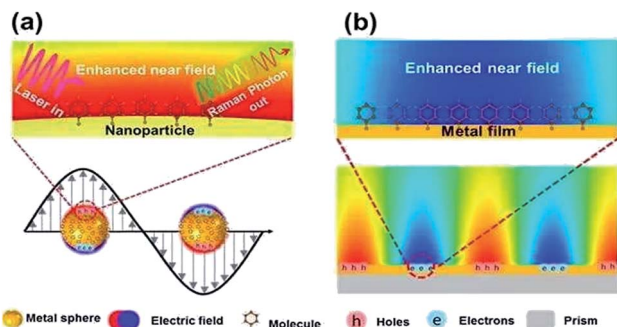 (a)
Enhanced near field
Laser in
Raman Photon
out
Nanoparticle
(b)
Enhanced near field
Metal film
h h h
e e e
e e e
h h h
h h h
e e e
h h h
e e e
h h
Metal sphere
Electric field
Molecule
h Holes
e Electrons
Prism